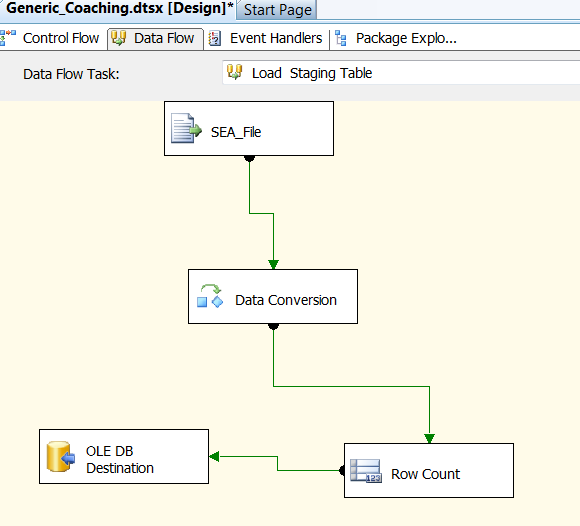 Generic_Coaching.dtsx [Design]* Start Page
Control Flow Data Flow Event Handlers Package Explo...
Data Flow Task: Load Staging Table
SEA_File
Data Conversion
OLE DB
Destination
Row Count
123